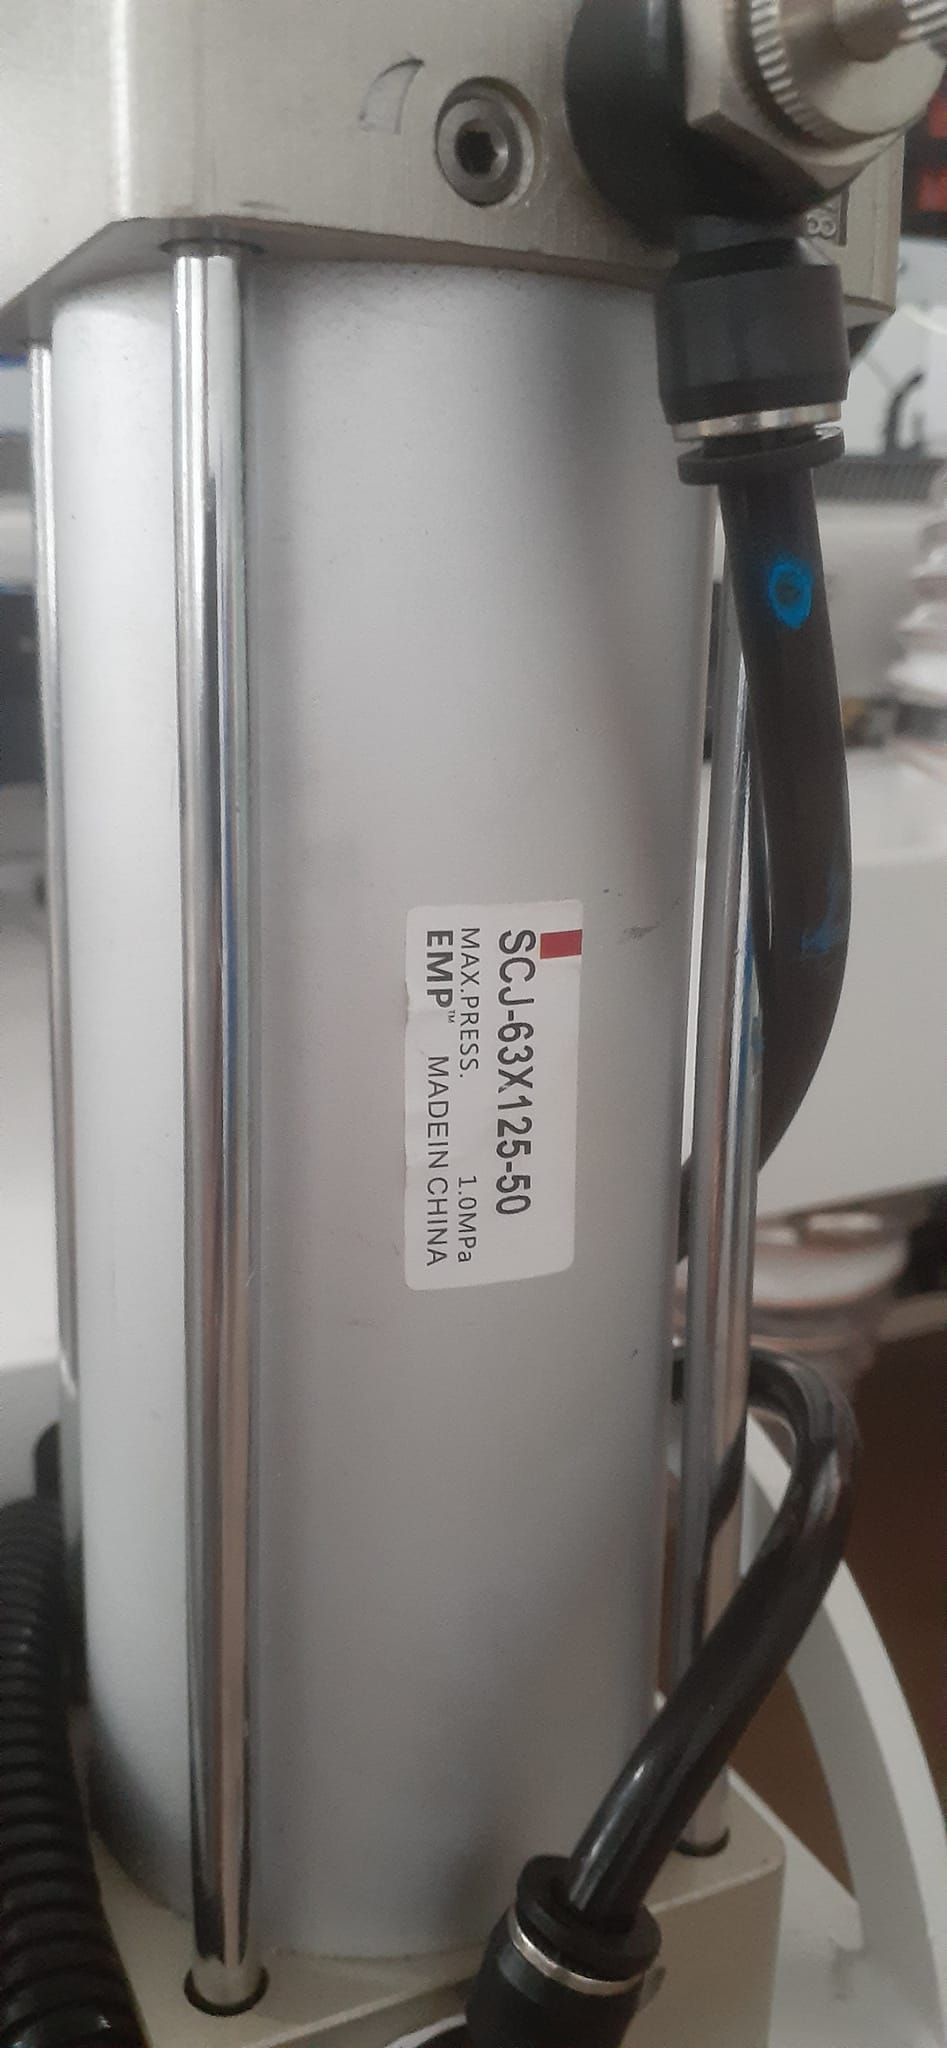 SCJ-63X125-50
MAX.PRESS. 1.0MPa
EMP™ MADEIN CHINA